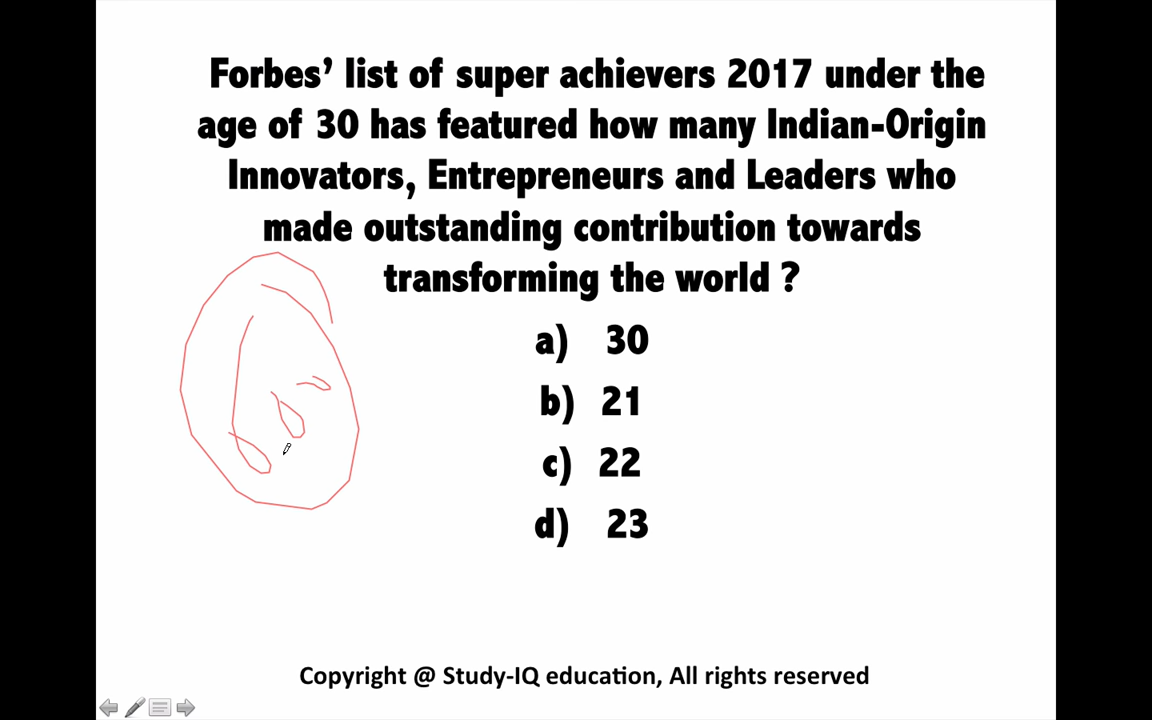 Forbes’ list of super achievers 2017 under the
age of 30 has featured how many Indian-Origin
Innovators, Entrepreneurs and Leaders who
made outstanding contribution towards
transforming the world ?
a) 30
b) 21
c) 22
d) 23
Copyright @ Study-IQ education, All rights reserved